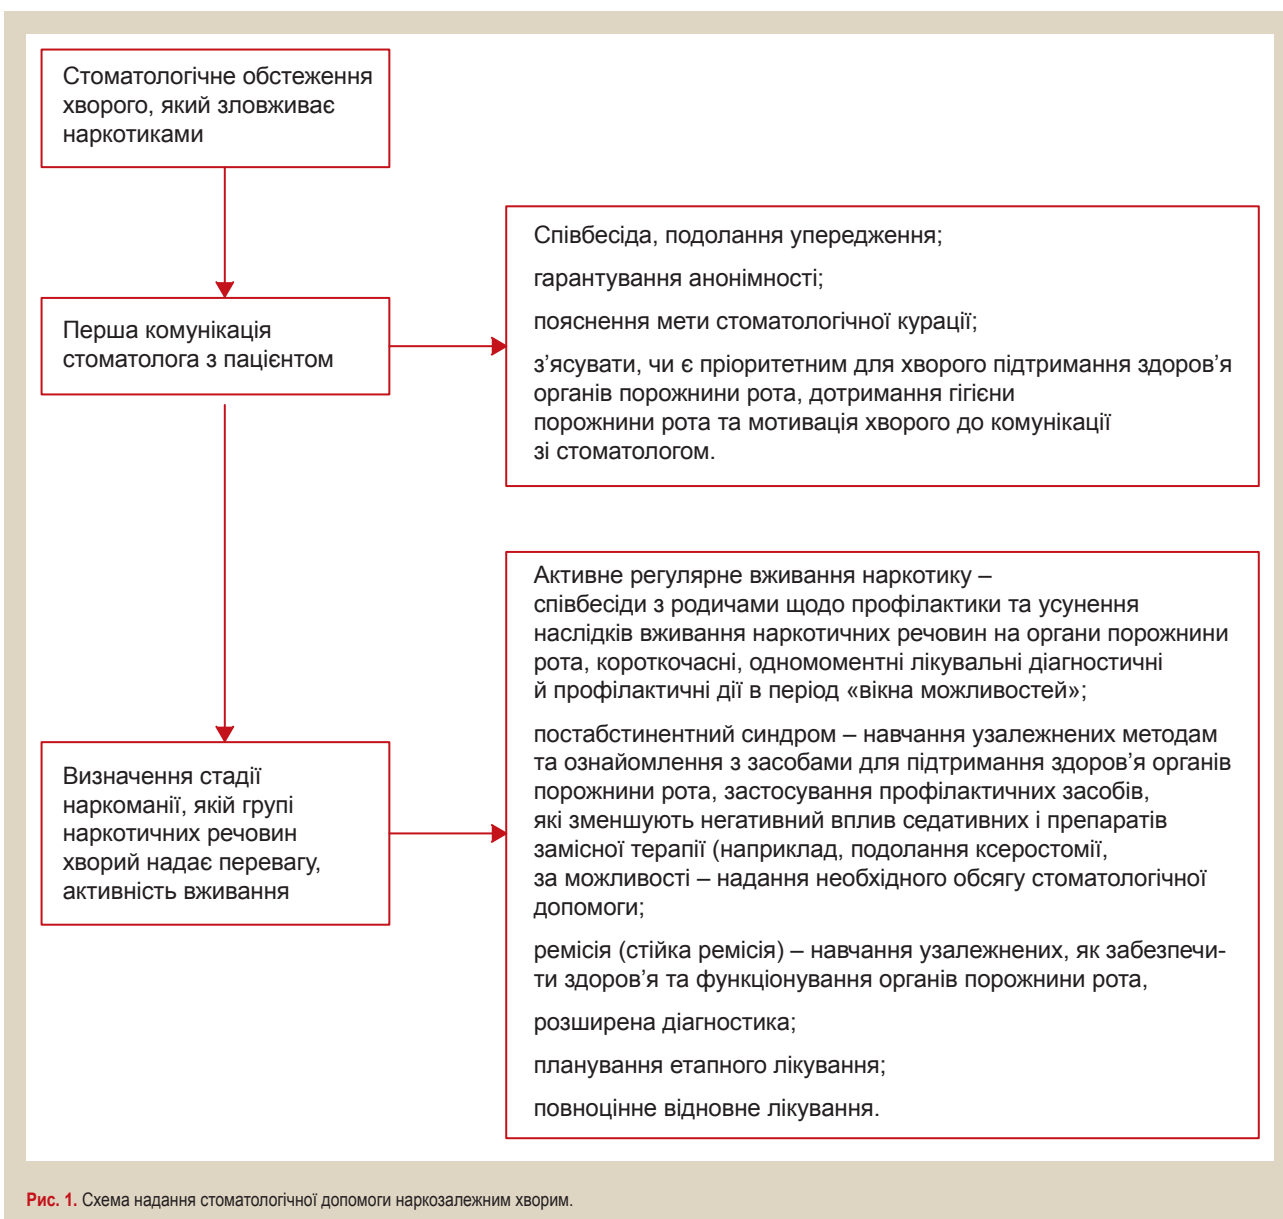 Стоматологічне обстеження
хворого, який зловживає
наркотиками
Співбесіда, подолання упередження;
гарантування анонімності;
пояснення мети стоматологічної курації;
з’ясувати, чи є пріоритетним для хворого підтримання здоров’я
органів порожнини рота, дотримання гігієни
порожнини рота та мотивація хворого до комунікації
зі стоматологом.
Перша комунікація
стоматолога з пацієнтом
Активне регулярне вживання наркотику –
співбесіди з родичами щодо профілактики та усунення
наслідків вживання наркотичних речовин на органи порожнини
рота, короткочасні, одномоментні лікувальні діагностичні
й профілактичні дії в період «вікна можливостей»;
постабстинентний синдром – навчання узалежнених методам
та ознайомлення з засобами для підтримання здоров’я органів
порожнини рота, застосування профілактичних засобів,
які зменшують негативний вплив седативних і препаратів
замісної терапії (наприклад, подолання ксеростомії,
за можливості – надання необхідного обсягу стоматологічної
допомоги;
ремісія (стійка ремісія) – навчання узалежнених, як забезпечи-
ти здоров’я та функціонування органів порожнини рота,
розширена діагностика;
планування етапного лікування;
повноцінне відновне лікування.
Визначення стадії
наркоманії, якій групі
наркотичних речовин
хворий надає перевагу,
активність вживання
Рис. 1. Схема надання стоматологічної допомоги наркозалежним хворим.